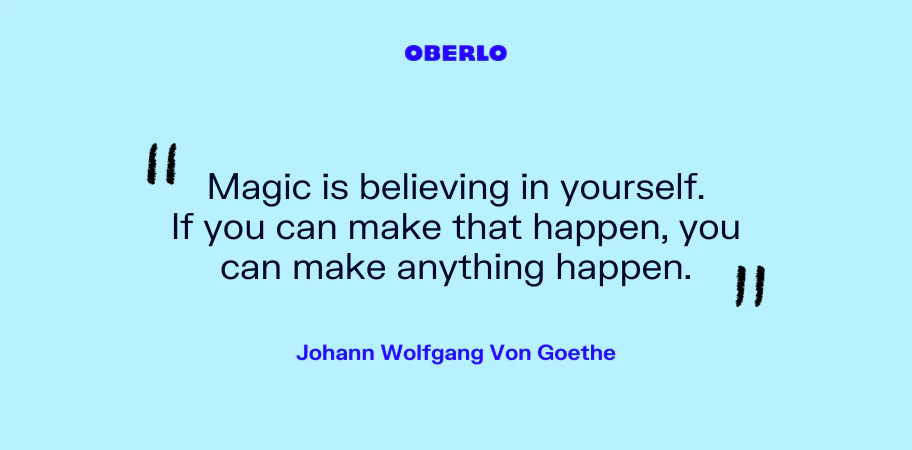 OBERLO
"Magic is believing in yourself.
If you can make that happen, you
can make anything happen."
Johann Wolfgang Von Goethe